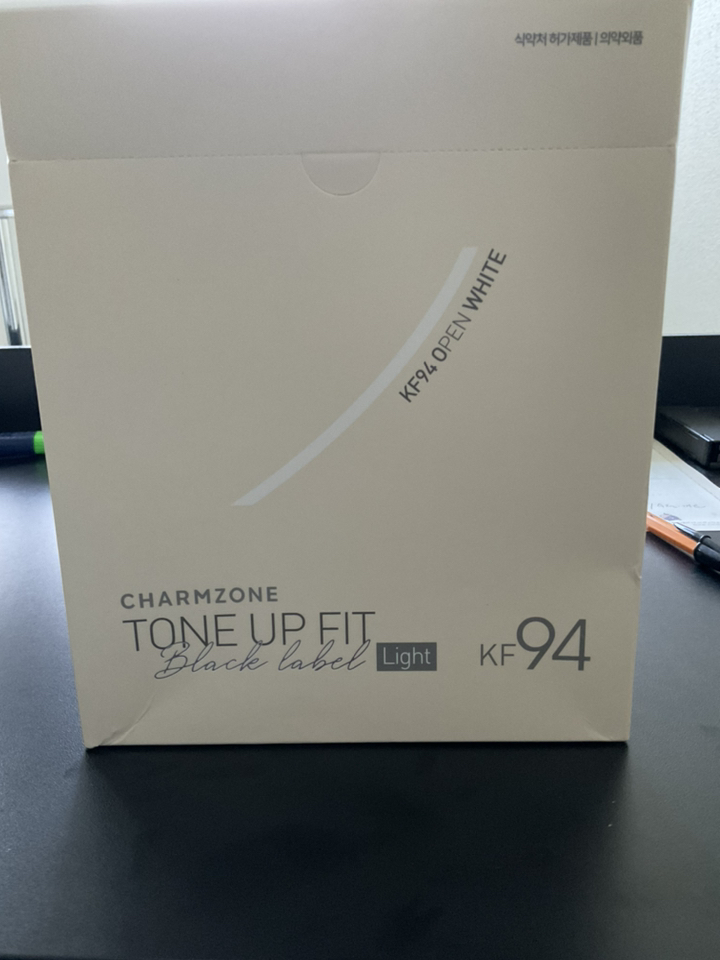 식약처 허가제품 | 의약외품
KF94 OPEN WHITE
CHARMZONE
TONE UP FIT
Black label Light
KF94